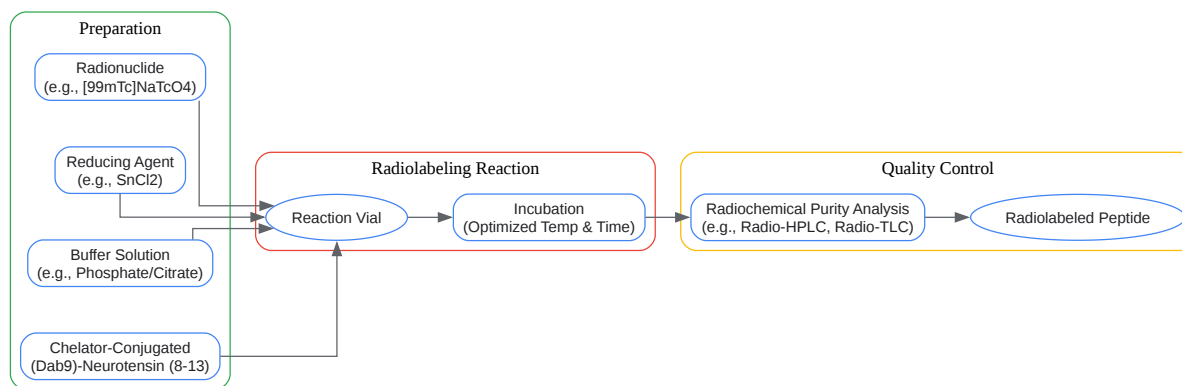 Preparation
Radionuclide
(e.g., [99mTc]NaTcO4)
Reducing Agent
(e.g., SnCl2)
Buffer Solution
(e.g., Phosphate/Citrate)
Chelator-Conjugated
(Dab9)-Neurotensin (8-13)
Radiolabeling Reaction
Reaction Vial
Incubation
(Optimized Temp & Time)
Quality Control
Radiochemical Purity Analysis
(e.g., Radio-HPLC, Radio-TLC)
Radiolabeled Peptide